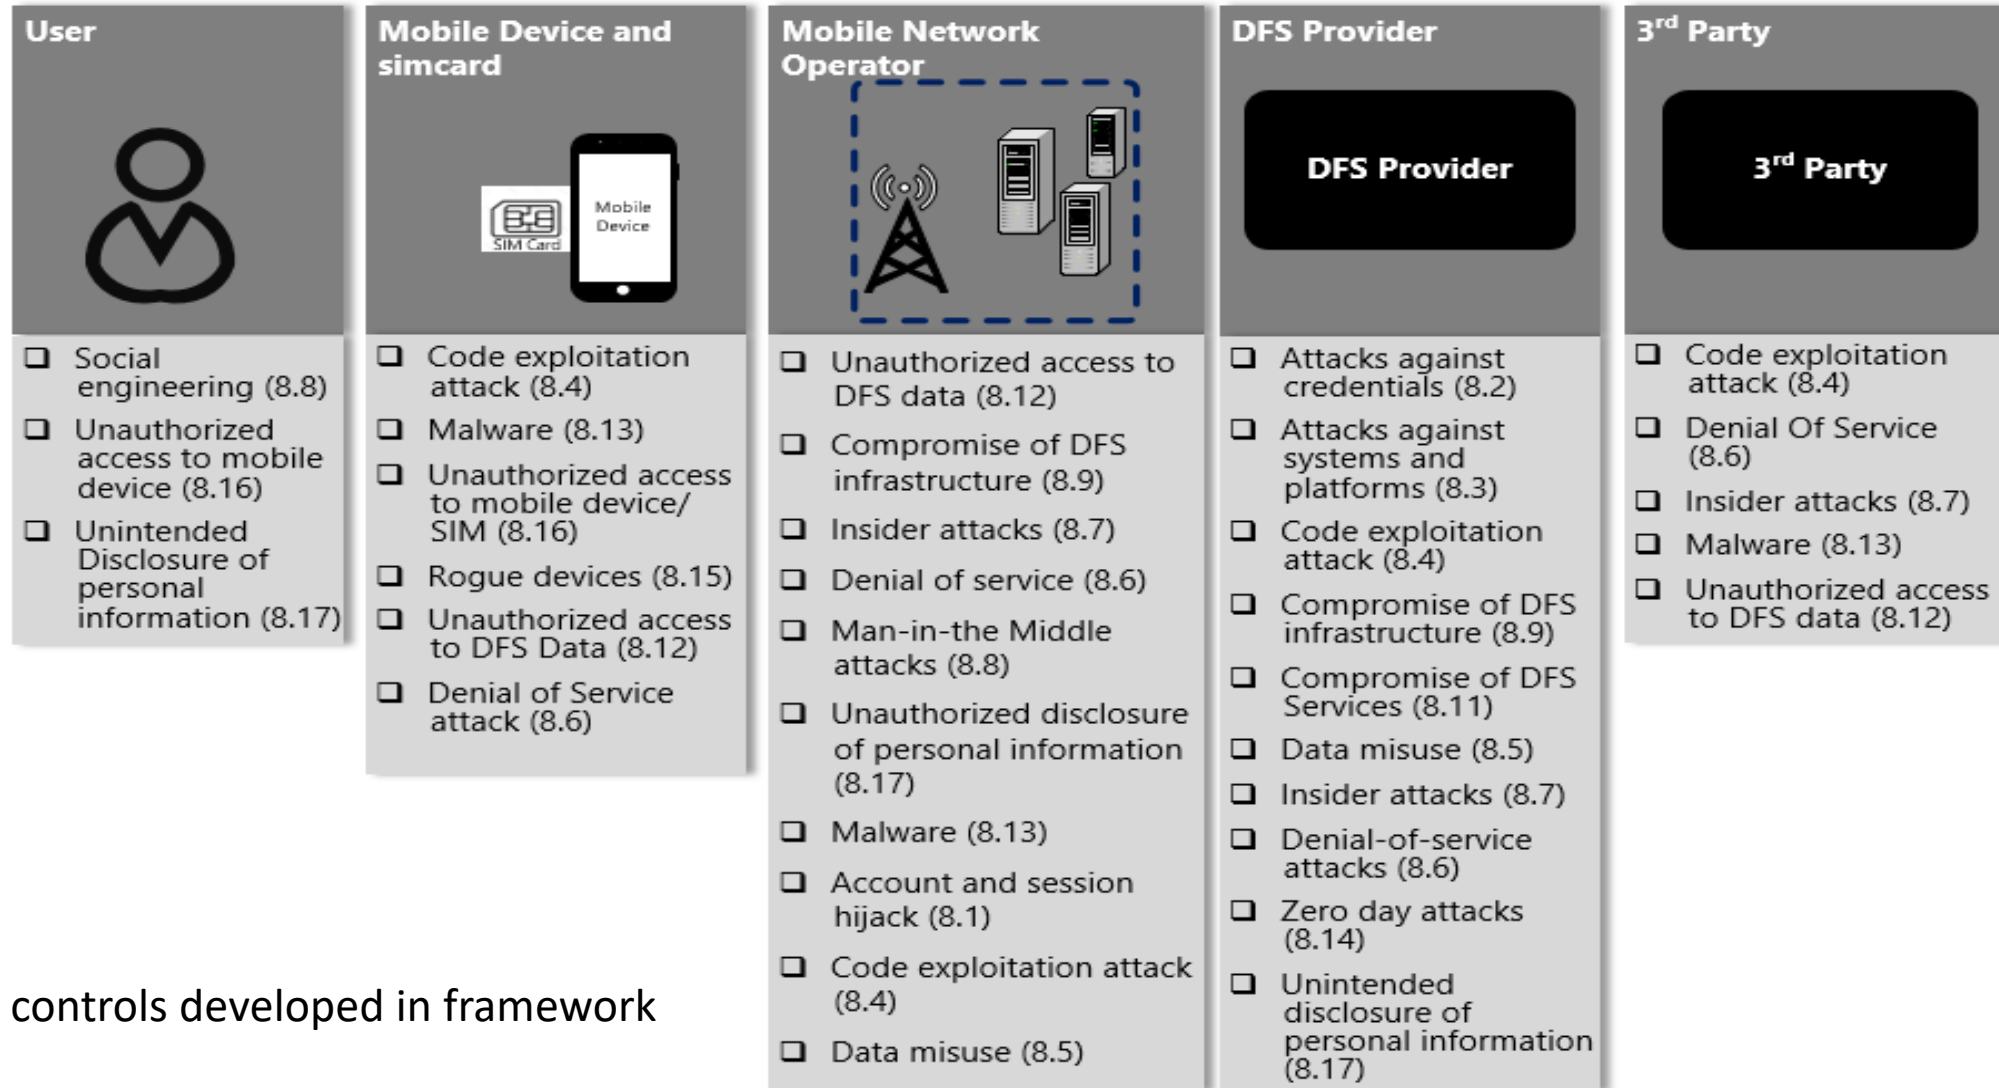 User
Social
engineering (8.8)
Unauthorized
access to mobile
device (8.16)
Unintended
Disclosure of
personal
information (8.17)
Mobile Device and
simcard
SIM Card
Mobile
Device
Code exploitation
attack (8.4)
Malware (8.13)
Unauthorized access
to mobile device/
SIM (8.16)
Rogue devices (8.15)
Unauthorized access
to DFS Data (8.12)
Denial of Service
attack (8.6)
Mobile Network
Operator
Unauthorized access to
DFS data (8.12)
Compromise of DFS
infrastructure (8.9)
Insider attacks (8.7)
Denial of service (8.6)
Man-in-the Middle
attacks (8.8)
Unauthorized disclosure
of personal information
(8.17)
Malware (8.13)
Account and session
hijack (8.1)
Code exploitation attack
(8.4)
Data misuse (8.5)
DFS Provider
DFS Provider
Attacks against
credentials (8.2)
Attacks against
systems and
platforms (8.3)
Code exploitation
attack (8.4)
Compromise of DFS
infrastructure (8.9)
Compromise of DFS
Services (8.11)
Data misuse (8.5)
Insider attacks (8.7)
Denial-of-service
attacks (8.6)
Zero day attacks
(8.14)
Unintended
disclosure of
personal information
(8.17)
3rd Party
3rd Party
Code exploitation
attack (8.4)
Denial Of Service
(8.6)
Insider attacks (8.7)
Malware (8.13)
Unauthorized access
to DFS data (8.12)
controls developed in framework